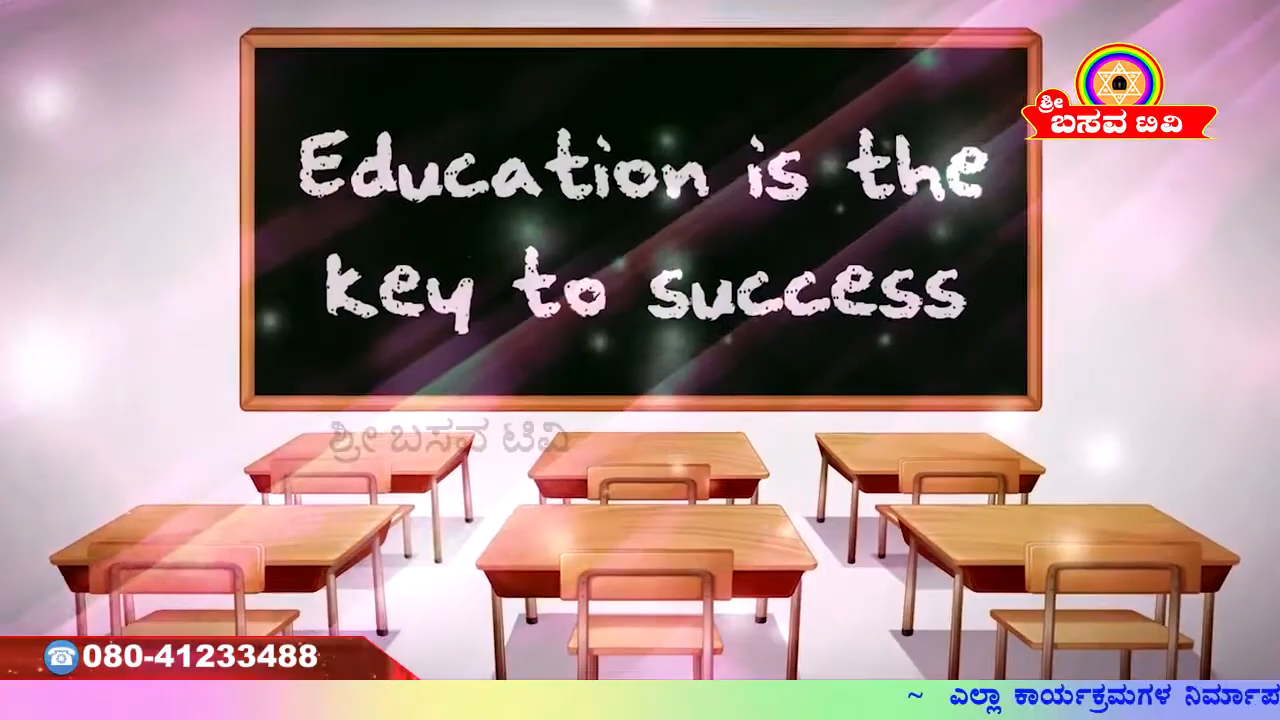 Education is the
key to success
ಶ್ರೀ
ಬಸವ ಟಿವಿ
ಶ್ರೀ ಬಸವ ಟಿವಿ
080-41233488
~ ಎಲ್ಲಾ ಕಾರ್ಯಕ್ರಮಗಳ ನಿರ್ಮಾಪ